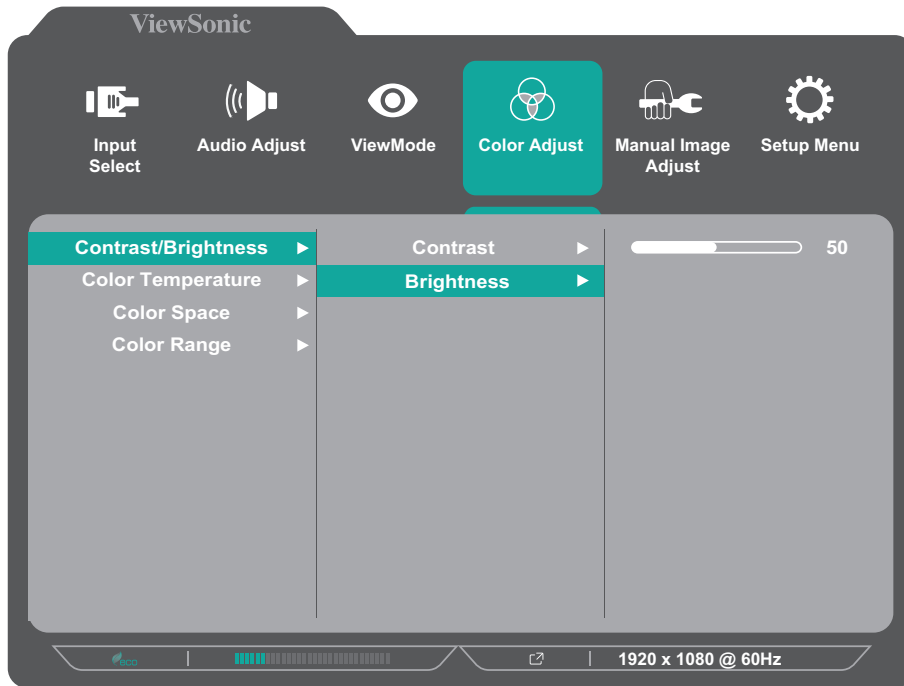 ViewSonic
Input
Select
Audio Adjust
ViewMode
Color Adjust
Manual Image
Adjust
Setup Menu
Contrast/Brightness
Color Temperature
Color Space
Color Range
Contrast
Brightness
50
eco
1920 x 1080 @ 60Hz